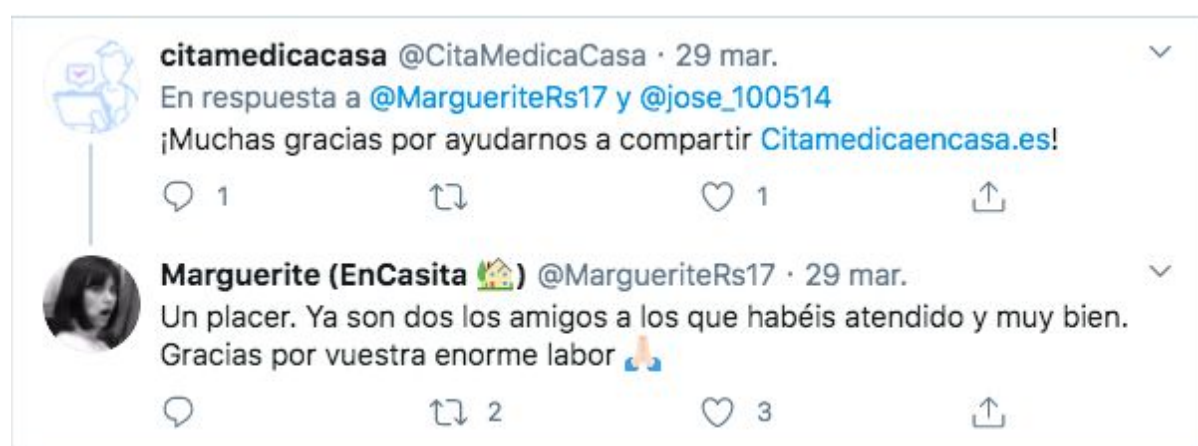 citamedicacasa @CitaMedicaCasa · 29 mar.
En respuesta a @MargueriteRs17 y @jose_100514
¡Muchas gracias por ayudarnos a compartir Citamedicaencasa.es!
1 1
Marguerite (EnCasita 🏡) @MargueriteRs17 · 29 mar.
Un placer. Ya son dos los amigos a los que habéis atendido y muy bien.
Gracias por vuestra enorme labor 🙏🏻
2 3